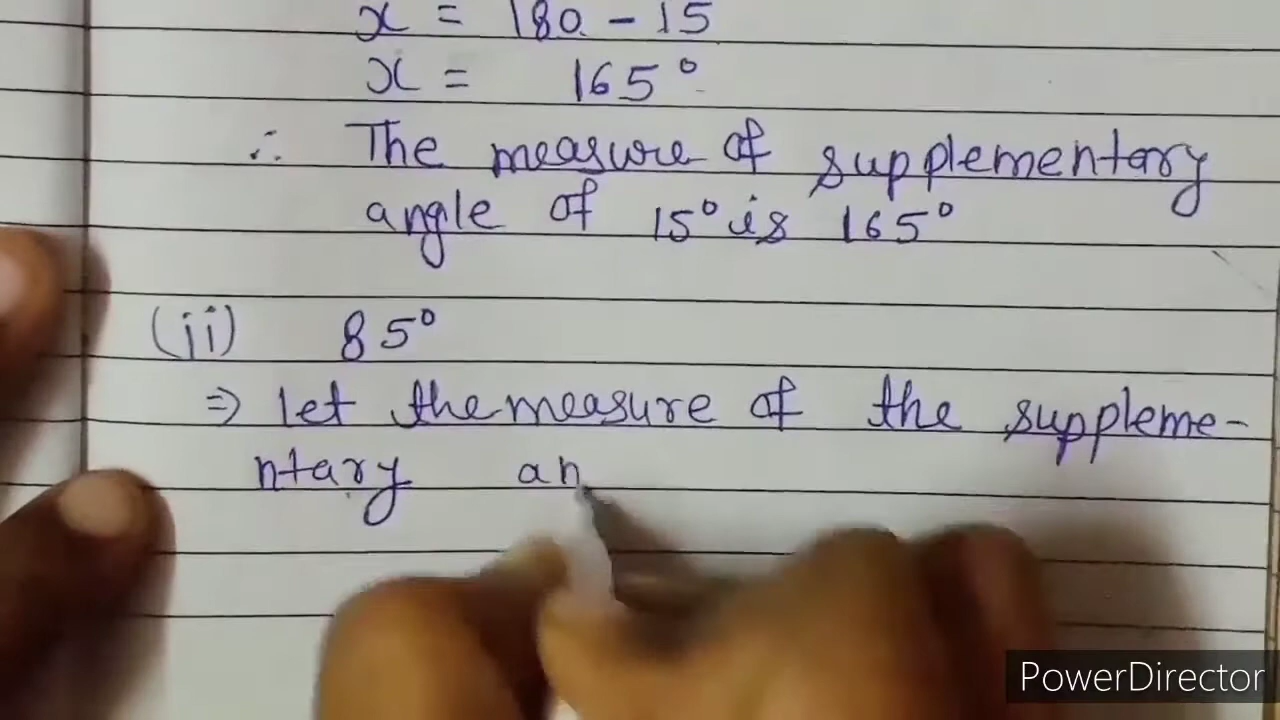 x = 180 - 15
x = 165°
∴ The measure of supplementary
angle of 15° is 165°
(ii) 85°
⇒ let the measure of the suppleme-
ntary an
PowerDirector